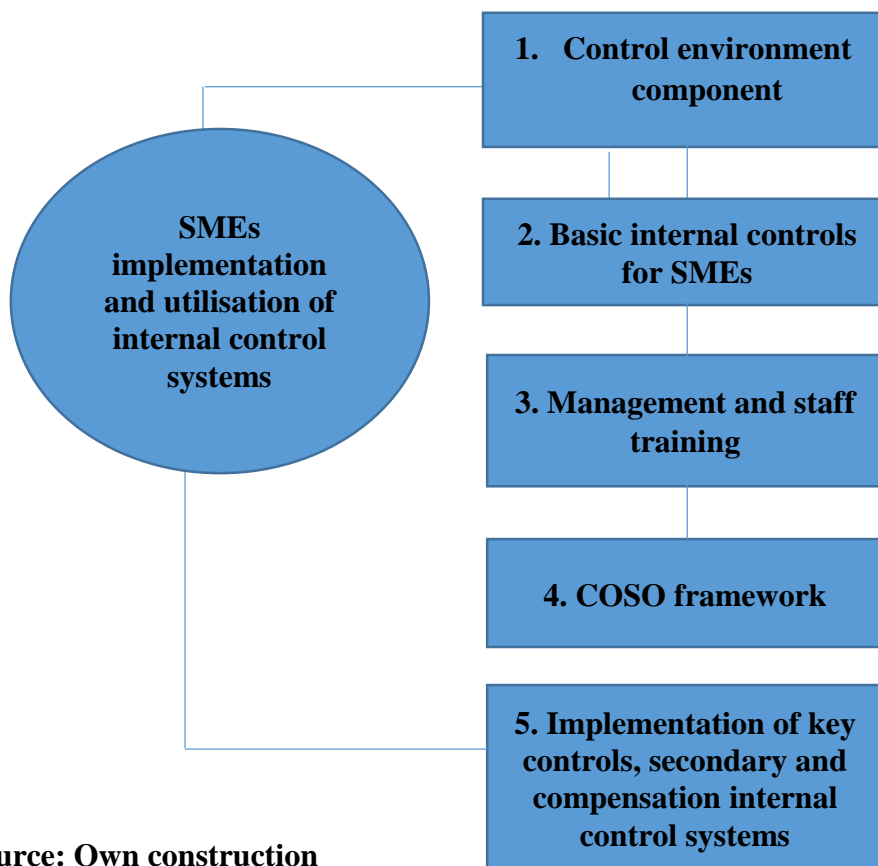 1. Control environment
component
SMEs
implementation
and utilisation of
internal control
systems
2. Basic internal controls
for SMEs
3. Management and staff
training
4. COSO framework
5. Implementation of key
controls, secondary and
compensation internal
control systems
urce: Own construction